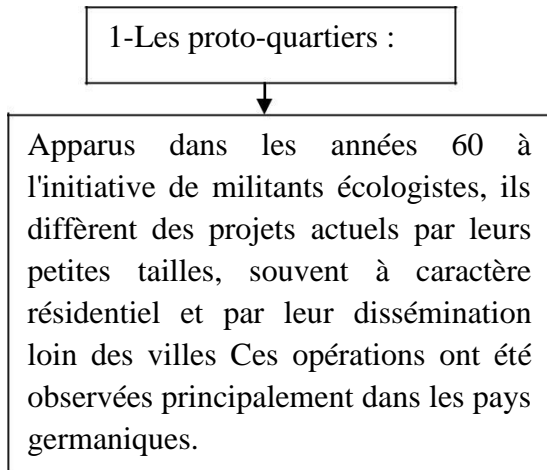 1-Les proto-quartiers :
Apparus dans les années 60 à
l'initiative de militants écologistes, ils
diffèrent des projets actuels par leurs
petites tailles, souvent à caractère
résidentiel et par leur dissémination
loin des villes Ces opérations ont été
observées principalement dans les pays
germaniques.